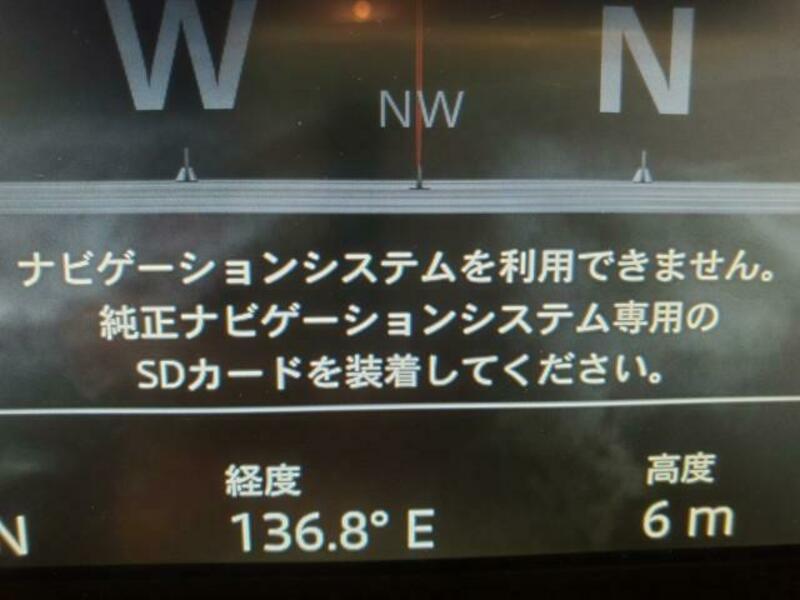 W
NW
N
ナビゲーションシステムを利用できません。
純正ナビゲーションシステム専用の
SDカードを装着してください。
経度
高度
N
136.8° E
6 m